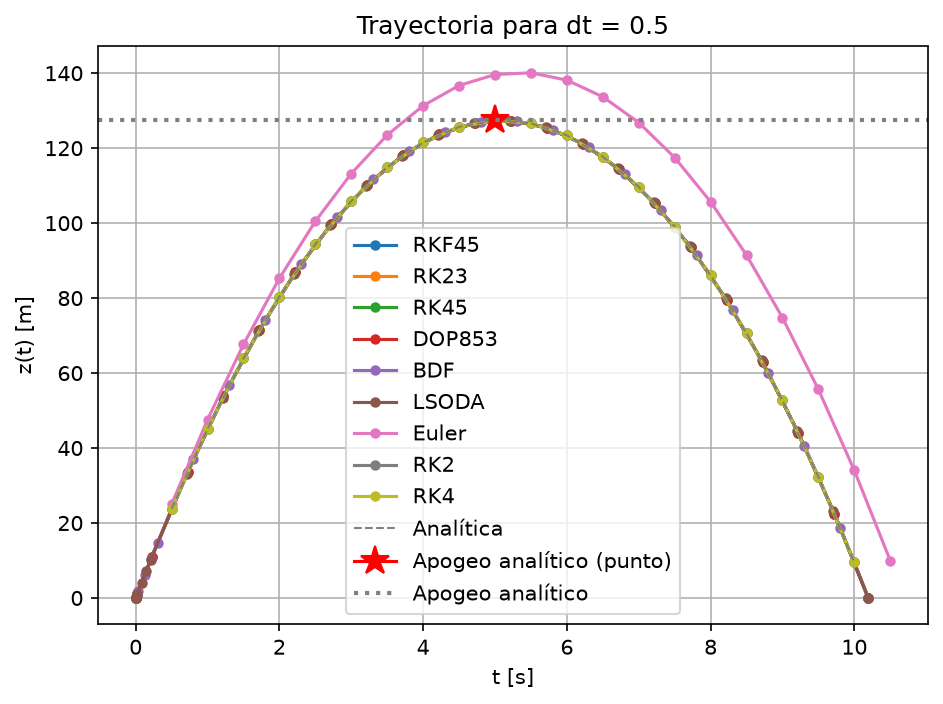 Trayectoria para dt = 0.5
z(t) [m]
140
120
100
80
60
40
20
0
RKF45
RK23
RK45
DOP853
BDF
LSODA
Euler
RK2
RK4
Analítica
Apogeo analítico (punto)
Apogeo analítico
0 2 4 6 8 10
t [s]